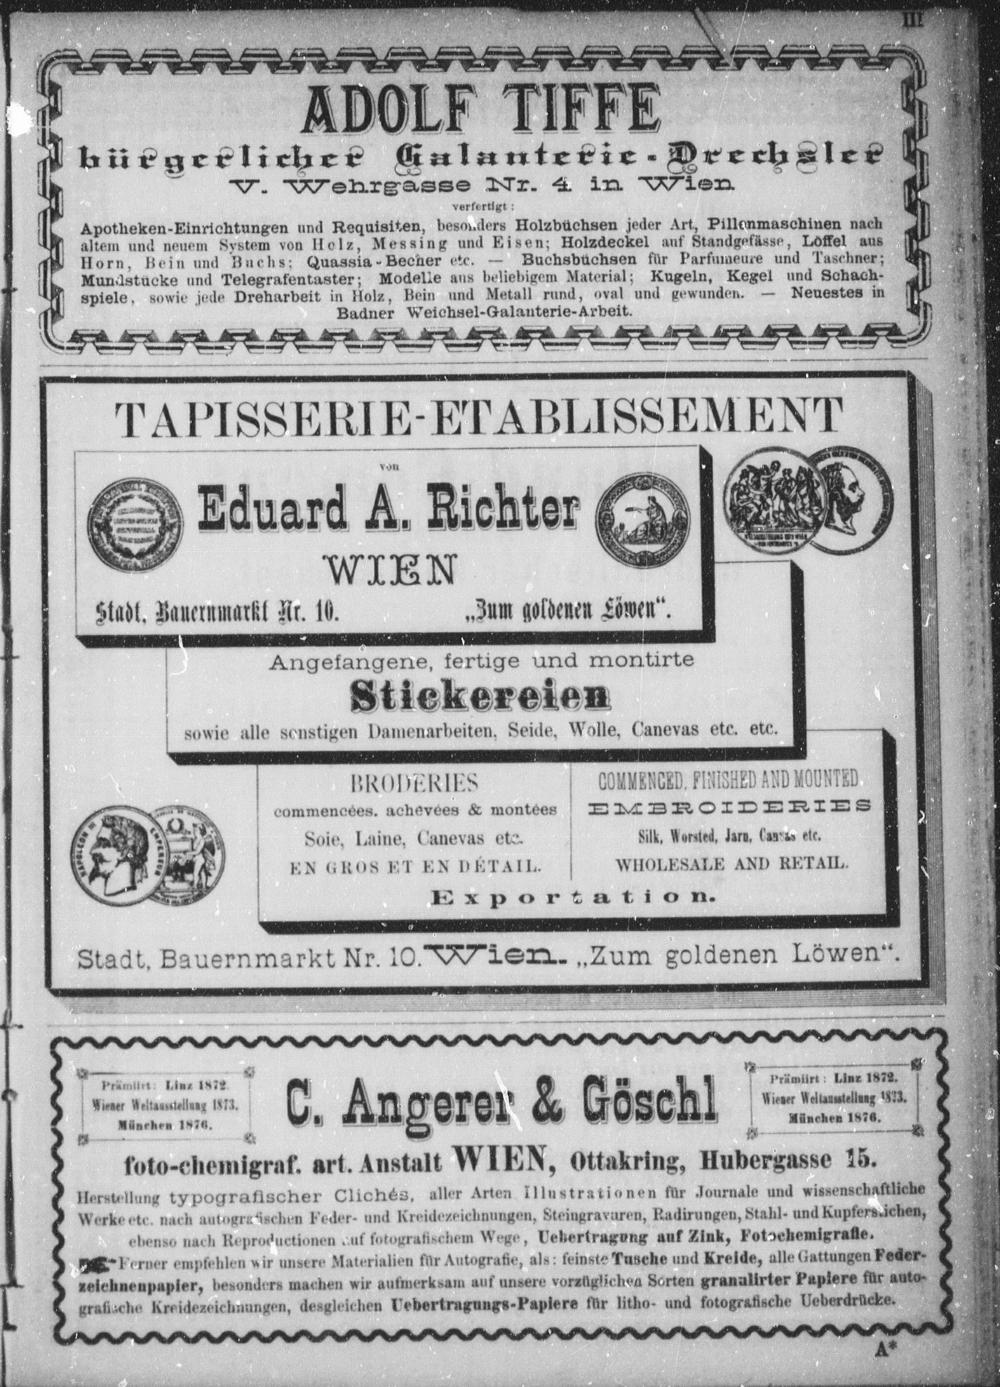 III
ADOLF TIFFE
bürgerlicher Galanterie-Drechsler
V. Wehrgasse Nr. 4 in Wien
verfertigt:
Apotheken-Einrichtungen und Requisiten, besonders Holzbüchsen jeder Art, Pillenmaschinen nach
altem und neuem System von Holz, Messing und Eisen; Holzdeckel auf Standgefässe, Löffel aus
Horn, Bein und Buchs; Quassia-Becher etc. — Buchsbüchsen für Parfumeure und Taschner;
Mundstücke und Telegrafentaster; Modelle aus beliebigem Material; Kugeln, Kegel und Schach-
spiele, sowie jede Dreharbeit in Holz, Bein und Metall rund, oval und gewunden. — Neuestes in
Badner Weichsel-Galanterie-Arbeit.
TAPISSERIE-ETABLISSEMENT
von
Eduard A. Richter
WIEN
Stadt, Bauernmarkt Nr. 10. „Zum goldenen Löwen“.
Angefangene, fertige und montirte
Stickereien
sowie alle sonstigen Damenarbeiten, Seide, Wolle, Canevas etc. etc.
BRODERIES
commencées, achevées & montées
Soie, Laine, Canevas etc.
EN GROS ET EN DÉTAIL.
COMMENCED, FINISHED AND MOUNTED
EMBROIDERIES
Silk, Worsted, Jarn, Canvas etc.
WHOLESALE AND RETAIL.
Exportation.
NAPOLEON III EMPEREUR
Stadt, Bauernmarkt Nr. 10. Wien. „Zum goldenen Löwen“.
Prämiirt: Linz 1872.
Wiener Weltausstellung 1873.
München 1876.
C. Angerer & Göschl
Prämiirt: Linz 1872.
Wiener Weltausstellung 1873.
München 1876.
foto-chemigraf. art. Anstalt WIEN, Ottakring, Hubergasse 15.
Herstellung typografischer Clichés, aller Arten Illustrationen für Journale und wissenschaftliche
Werke etc. nach autografischen Feder- und Kreidezeichnungen, Steingravuren, Radirungen, Stahl- und Kupferstichen,
ebenso nach Reproductionen auf fotografischem Wege, Uebertragung auf Zink, Fotochemigrafie.
Ferner empfehlen wir unsere Materialien für Autografie, als: feinste Tusche und Kreide, alle Gattungen Feder-
zeichnenpapier, besonders machen wir aufmerksam auf unsere vorzüglichen Sorten granulirter Papiere für auto-
grafische Kreidezeichnungen, desgleichen Uebertragungs-Papiere für litho- und fotografische Ueberdrücke.
A*